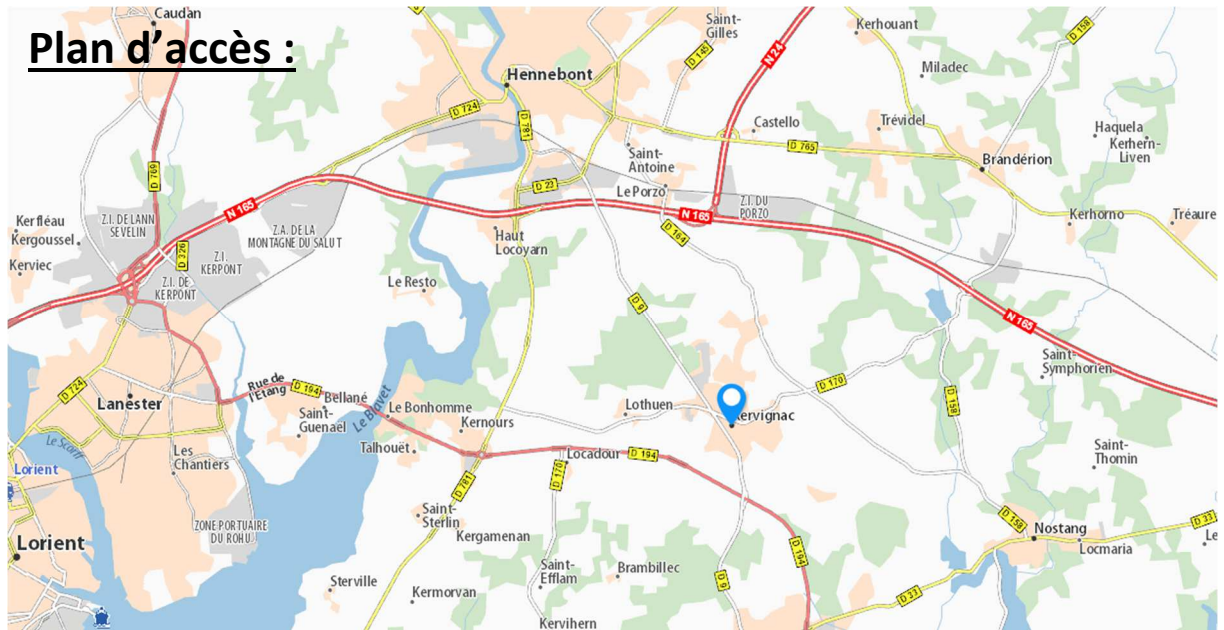 Plan d'accès :
Caudan
Saint-
Gilles
Kerhouant
D 158
N 24
D 145
Miladec
Hennebont
D 724
D 781
Castello
Trévidel
Haquela
Kerhern-
Liven
D 765
Saint-
Antoine
Brandérion
D 769
D 23
Le Porzo
N 165
Z.I. DU
PORZO
N 165
Kerfléau
Kergoussel
Z.I. DE LANN
SEVELIN
Z.A. DE LA
MONTAGNE DU SALUT
Haut
Locoyarn
D 164
Kerhorno
Tréaure
D 326
Z.I.
KERPONT
Kerviec
Z.I. DE
KERPONT
Le Resto
D 9
N 165
Saint-
Symphorien
D 724
Rue de
l'Etang
D 194
Bellané
Le Blavet
Lanester
Saint-
Guenaël
Le Bonhomme
Lothuen
D 170
D 158
Kernours
Kervignac
Le Scorff
Talhouët
Les
Chantiers
Locadour
D 194
Saint-
Thomin
Lorient
D 170
D 781
Saint-
Sterlin
ZONE PORTUAIRE
DU ROHU
Kergamenan
D 158
Nostang
D 33
Lorient
Locmaria
Le
D 194
Saint-
Efflam
Brambillec
Sterville
D 9
Kermorvan
D 33
Kervihern